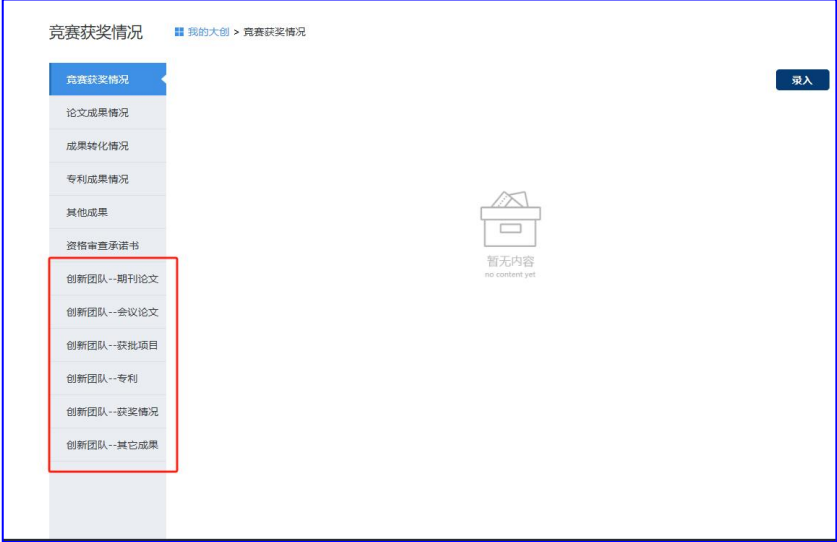 竞赛获奖情况 我的大创 > 竞赛获奖情况
竞赛获奖情况
录入
论文成果情况
成果转化情况
专利成果情况
其他成果
资格审查承诺书
创新团队--期刊论文
创新团队--会议论文
创新团队--获批项目
创新团队--专利
创新团队--获奖情况
创新团队--其它成果
暂无内容
no content yet